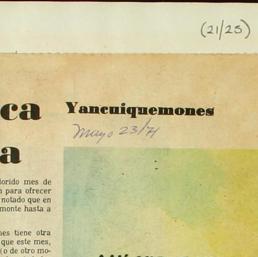 (21/25)
ca
Yancuiquemones
Mayo 23/71
a
lorido mes de
n para ofrecer
notado que en
monte hasta a
nes tiene otra
que este mes,
(o de otro mo-